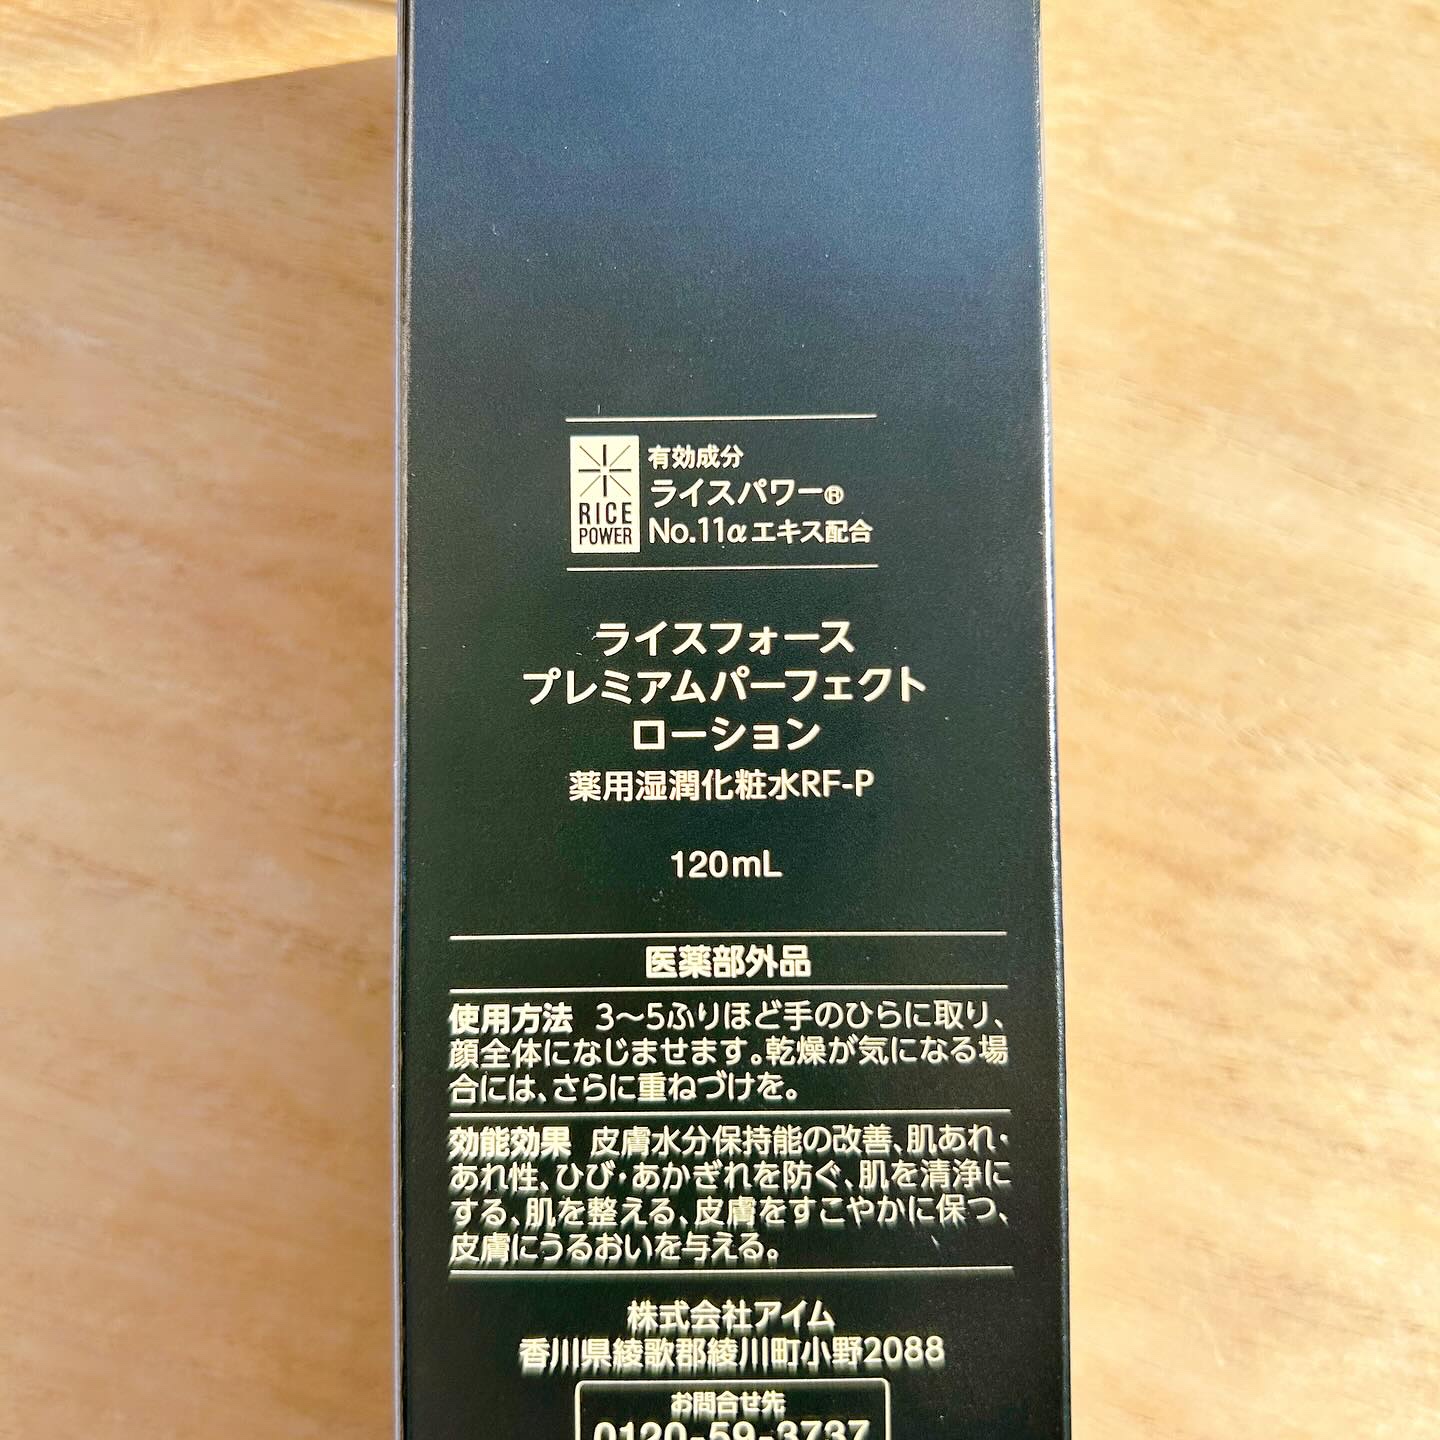 RICE
POWER
有効成分
ライスパワー®
No.11α エキス配合
ライスフォース
プレミアムパーフェクト
ローション
薬用湿潤化粧水RF-P
120mL
医薬部外品
使用方法 3～5ふりほど手のひらに取り、
顔全体になじませます。乾燥が気になる場
合には、さらに重ねづけを。
効能効果 皮膚水分保持能の改善、肌あれ・
あれ性、ひび・あかぎれを防ぐ、肌を清浄に
する、肌を整える、皮膚をすこやかに保つ、
皮膚にうるおいを与える。
株式会社アイム
香川県綾歌郡綾川町小野2088
お問合せ先
0120-59-3737